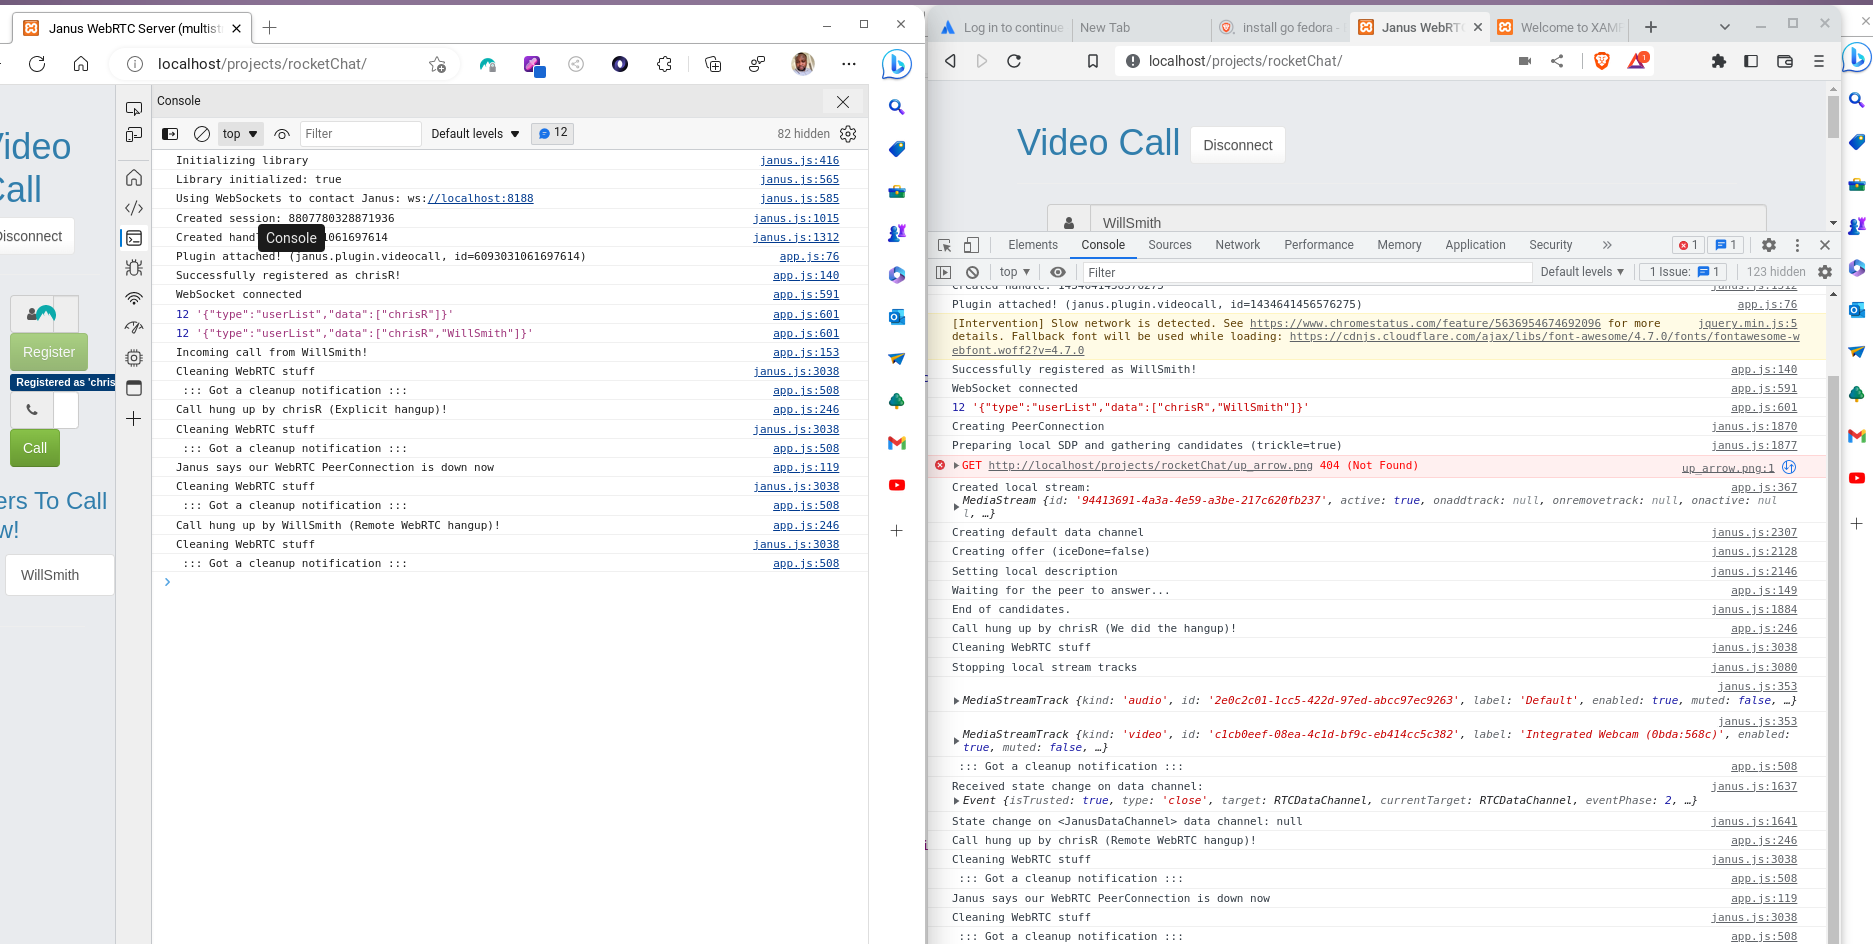 Janus WebRTC Server (multist
localhost/projects/rocketChat/
Video
Call
Disconnect
Register
Registered as 'chris
Call
ers To Call
w!
WillSmith
Console
top
Filter
Default levels
12
82 hidden
Initializing library janus.js:416
Library initialized: true janus.js:565
Using WebSockets to contact Janus: ws://localhost:8188 janus.js:585
Created session: 8807780328871936 janus.js:1015
Created hand 1061697614 janus.js:1312
Console
Plugin attached! (janus.plugin.videocall, id=6093031061697614) app.js:76
Successfully registered as chrisR! app.js:140
WebSocket connected app.js:591
12 '{"type":"userList","data":["chrisR"]}' app.js:601
12 '{"type":"userList","data":["chrisR","WillSmith"]}' app.js:601
Incoming call from WillSmith! app.js:153
Cleaning WebRTC stuff janus.js:3038
::: Got a cleanup notification ::: app.js:508
Call hung up by chrisR (Explicit hangup)! app.js:246
Cleaning WebRTC stuff janus.js:3038
::: Got a cleanup notification ::: app.js:508
Janus says our WebRTC PeerConnection is down now app.js:119
Cleaning WebRTC stuff janus.js:3038
::: Got a cleanup notification ::: app.js:508
Call hung up by WillSmith (Remote WebRTC hangup)! app.js:246
Cleaning WebRTC stuff janus.js:3038
::: Got a cleanup notification ::: app.js:508
Log in to continue
New Tab
install go fedora -
Janus WebRTC
Welcome to XAMP
localhost/projects/rocketChat/
1
Video Call
Disconnect
WillSmith
Elements Console Sources Network Performance Memory Application Security » 1 1
top Filter Default levels 1 Issue: 1 123 hidden
Created handle: 1434641456576275 janus.js:1312
Plugin attached! (janus.plugin.videocall, id=1434641456576275) app.js:76
[Intervention] Slow network is detected. See https://www.chromestatus.com/feature/5636954674692096 for more jquery.min.js:5
details. Fallback font will be used while loading: https://cdnjs.cloudflare.com/ajax/libs/font-awesome/4.7.0/fonts/fontawesome-w
ebfont.woff2?v=4.7.0
Successfully registered as WillSmith! app.js:140
WebSocket connected app.js:591
12 '{"type":"userList","data":["chrisR","WillSmith"]}' app.js:601
Creating PeerConnection janus.js:1870
Preparing local SDP and gathering candidates (trickle=true) janus.js:1877
GET http://localhost/projects/rocketChat/up_arrow.png 404 (Not Found) up_arrow.png:1
Created local stream: app.js:367
MediaStream {id: '94413691-4a3a-4e59-a3be-217c620fb237', active: true, onaddtrack: null, onremovetrack: null, onactive: nul
l, …}
Creating default data channel janus.js:2307
Creating offer (iceDone=false) janus.js:2128
Setting local description janus.js:2146
Waiting for the peer to answer... app.js:149
End of candidates. janus.js:1884
Call hung up by chrisR (We did the hangup)! app.js:246
Cleaning WebRTC stuff janus.js:3038
Stopping local stream tracks janus.js:3080
janus.js:353
MediaStreamTrack {kind: 'audio', id: '2e0c2c01-1cc5-422d-97ed-abcc97ec9263', label: 'Default', enabled: true, muted: false, …}
janus.js:353
MediaStreamTrack {kind: 'video', id: 'c1cb0eef-08ea-4c1d-bf9c-eb414cc5c382', label: 'Integrated Webcam (0bda:568c)', enabled:
true, muted: false, …}
::: Got a cleanup notification ::: app.js:508
Received state change on data channel: janus.js:1637
Event {isTrusted: true, type: 'close', target: RTCDataChannel, currentTarget: RTCDataChannel, eventPhase: 2, …}
State change on <JanusDataChannel> data channel: null janus.js:1641
Call hung up by chrisR (Remote WebRTC hangup)! app.js:246
Cleaning WebRTC stuff janus.js:3038
::: Got a cleanup notification ::: app.js:508
Janus says our WebRTC PeerConnection is down now app.js:119
Cleaning WebRTC stuff janus.js:3038
::: Got a cleanup notification ::: app.js:508